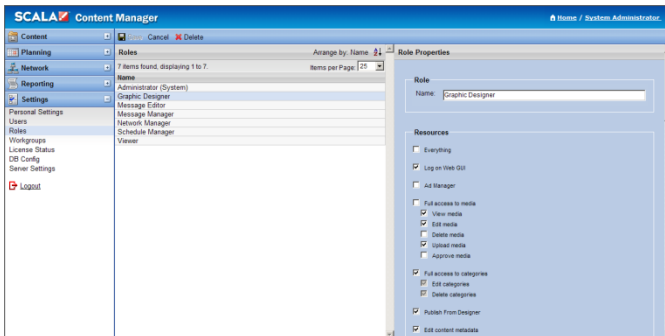 SCALA Content Manager
Home / System Administrator
Content
Save Cancel Delete
Planning
Roles
Arrange by: Name
Role Properties
Network
7 items found, displaying 1 to 7.
Items per Page: 25
Reporting
Name
Role
Settings
Administrator (System)
Name: Graphic Designer
Personal Settings
Graphic Designer
Users
Message Editor
Roles
Message Manager
Workgroups
Network Manager
License Status
Schedule Manager
DB Config
Viewer
Server Settings
Logout
Resources
Everything
Log on Web GUI
Ad Manager
Full access to media
View media
Edit media
Delete media
Upload media
Approve media
Full access to categories
Edit categories
Delete categories
Publish From Designer
Edit content metadata